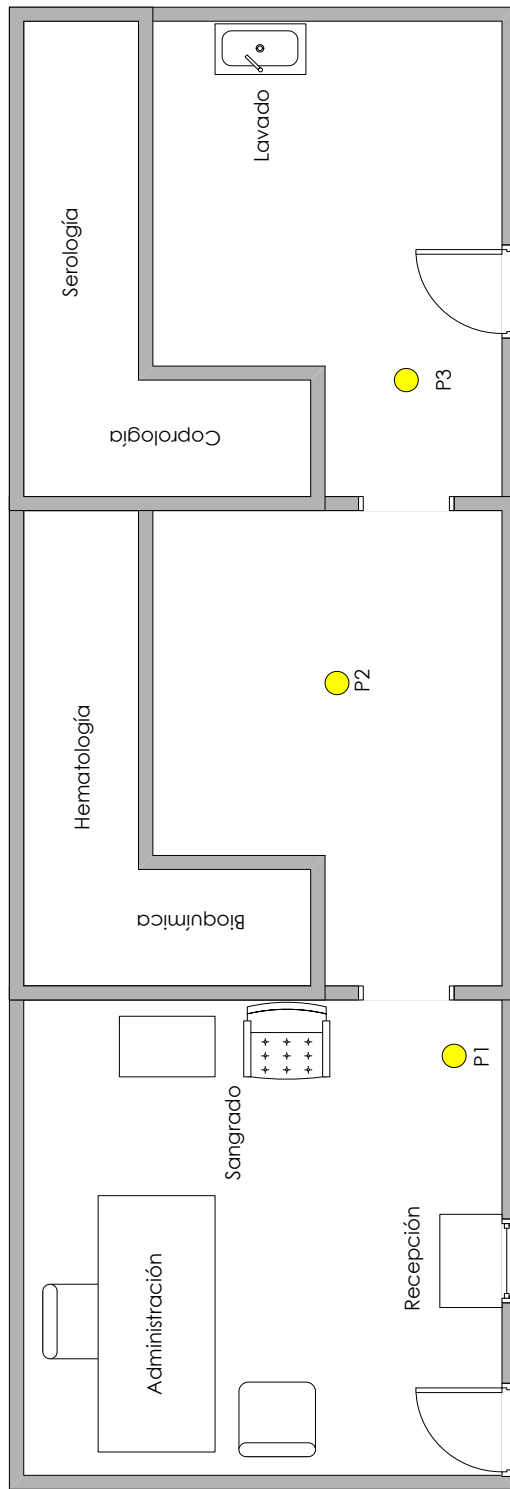 Serología
Lavado
Coprología
P3
Hematología
P2
Bioquímica
Sangrado
P1
Administración
Recepción